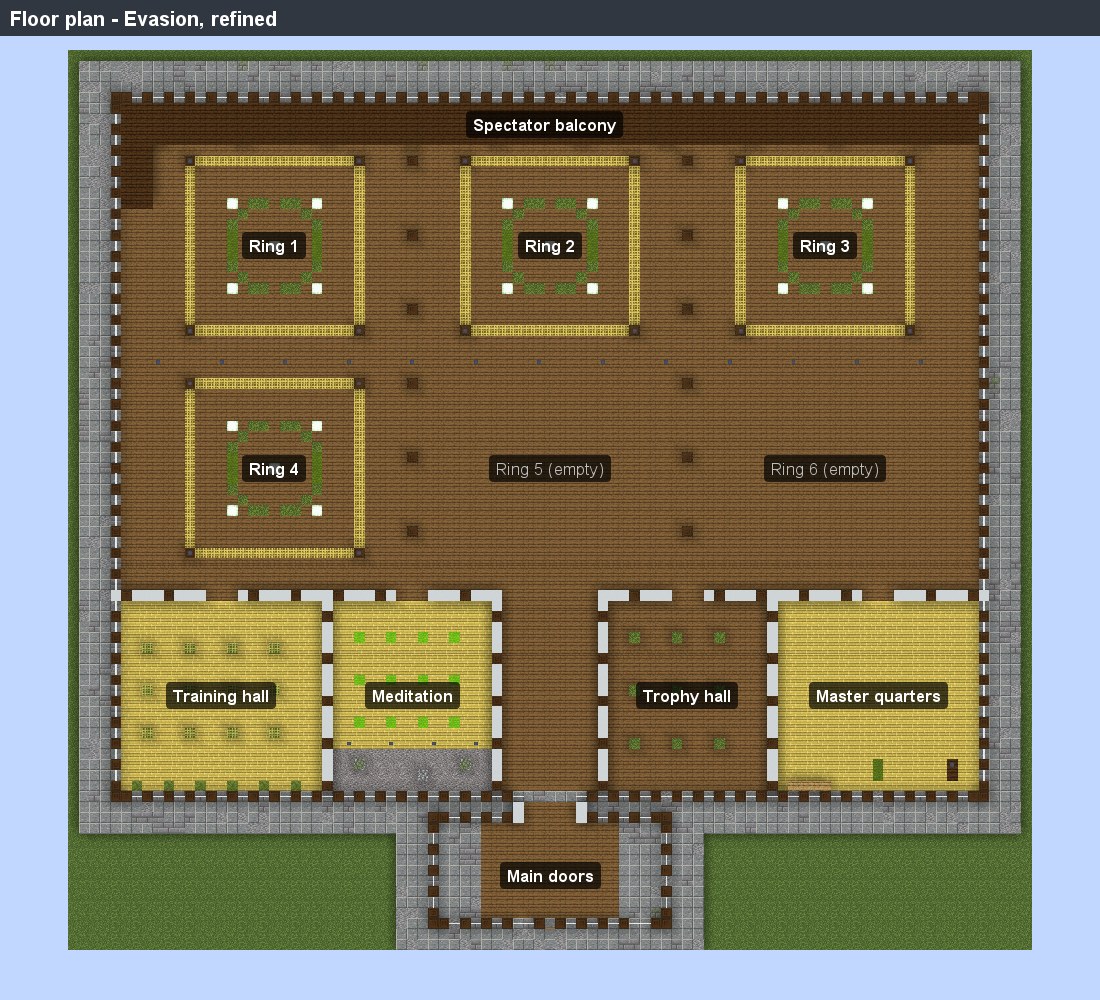 Floor plan - Evasion, refined
Spectator balcony
Ring 1
Ring 2
Ring 3
Ring 4
Ring 5 (empty)
Ring 6 (empty)
Training hall
Meditation
Trophy hall
Master quarters
Main doors